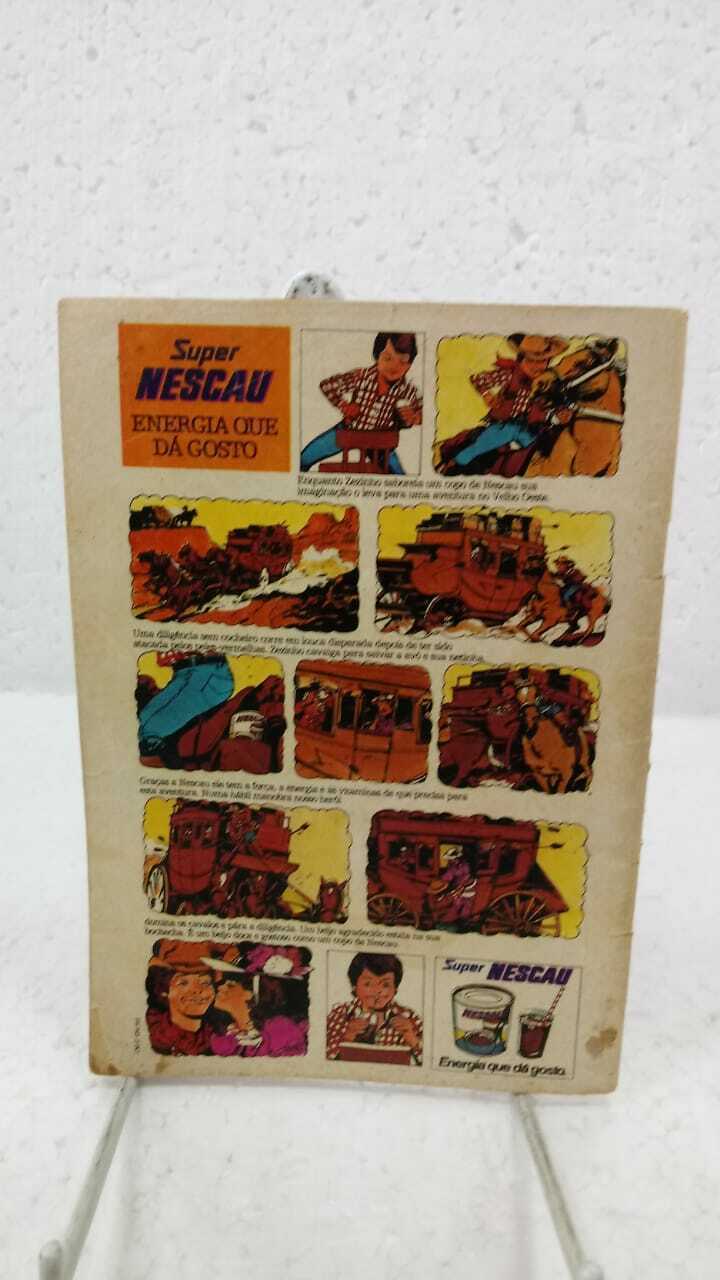 Super
NESCAU
ENERGIA QUE
DÁ GOSTO
Enquanto Zezinho saboreia um copo de Nescau sua
imaginação o leva para uma aventura no Velho Oeste.
Uma diligência sem cocheiro corre em louca disparada depois de ter sido
atacada pelos peles-vermelhas. Zezinho cavalga para salvar a avó e sua netinha.
NESCAU
Graças a Nescau ele tem a força, a energia e as vitaminas de que precisa para
esta aventura. Numa hábil manobra nosso herói
domina os cavalos e pára a diligência. Um beijo agradecido estala na sua
bochecha. É um beijo doce e gostoso como um copo de Nescau.
Super NESCAU
NESCAU
Energia que dá gosto.